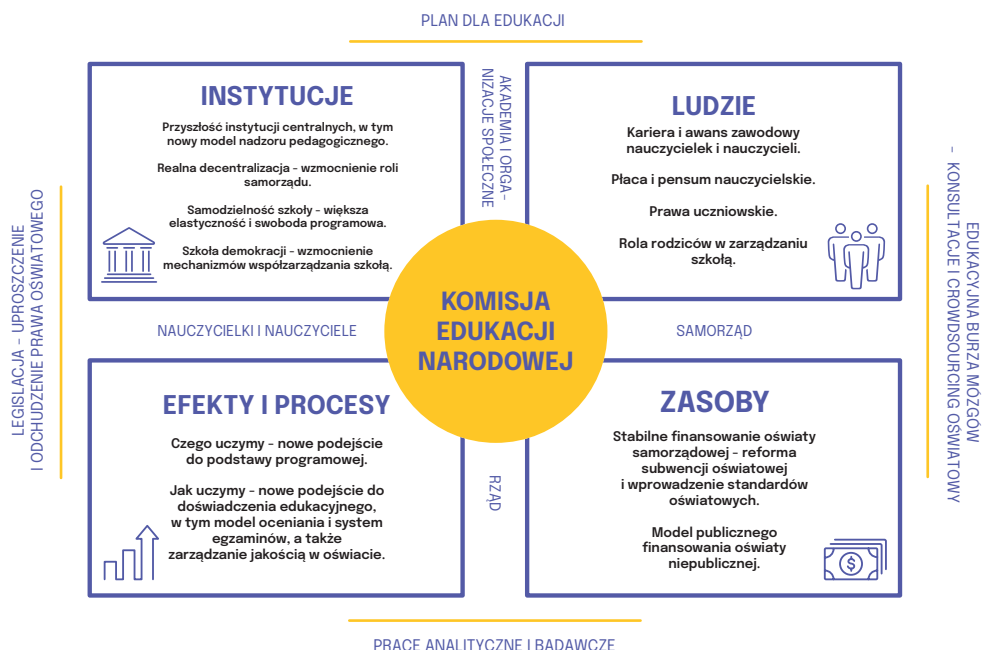 PLAN DLA EDUKACJI
INSTYTUCJE
Przyszłość instytucji centralnych, w tym
nowy model nadzoru pedagogicznego.
Realna decentralizacja – wzmocnienie roli
samorządu.
Samodzielność szkoły – większa
elastyczność i swoboda programowa.
Szkoła demokracji – wzmocnienie
mechanizmów współzarządzania szkołą.
AKADEMIA I ORGA-
NIZACJE SPOŁECZNE
LUDZIE
Kariera i awans zawodowy
nauczycielek i nauczycieli.
Płaca i pensum nauczycielskie.
Prawa uczniowskie.
Rola rodziców w zarządzaniu
szkołą.
LEGISLACJA – UPROSZCZENIE
I ODCHUDZENIE PRAWA OŚWIATOWEGO
NAUCZYCIELKI I NAUCZYCIELE
KOMISJA
EDUKACJI
NARODOWEJ
SAMORZĄD
EDUKACYJNA BURZA MÓZGÓW
– KONSULTACJE I CROWDSOURCING OŚWIATOWY
EFEKTY I PROCESY
Czego uczymy – nowe podejście
do podstawy programowej.
Jak uczymy – nowe podejście do
doświadczenia edukacyjnego,
w tym model oceniania i system
egzaminów, a także
zarządzanie jakością w oświacie.
RZĄD
ZASOBY
Stabilne finansowanie oświaty
samorządowej – reforma
subwencji oświatowej
i wprowadzenie standardów
oświatowych.
Model publicznego
finansowania oświaty
niepublicznej.
PRACE ANALITYCZNE I BADAWCZE